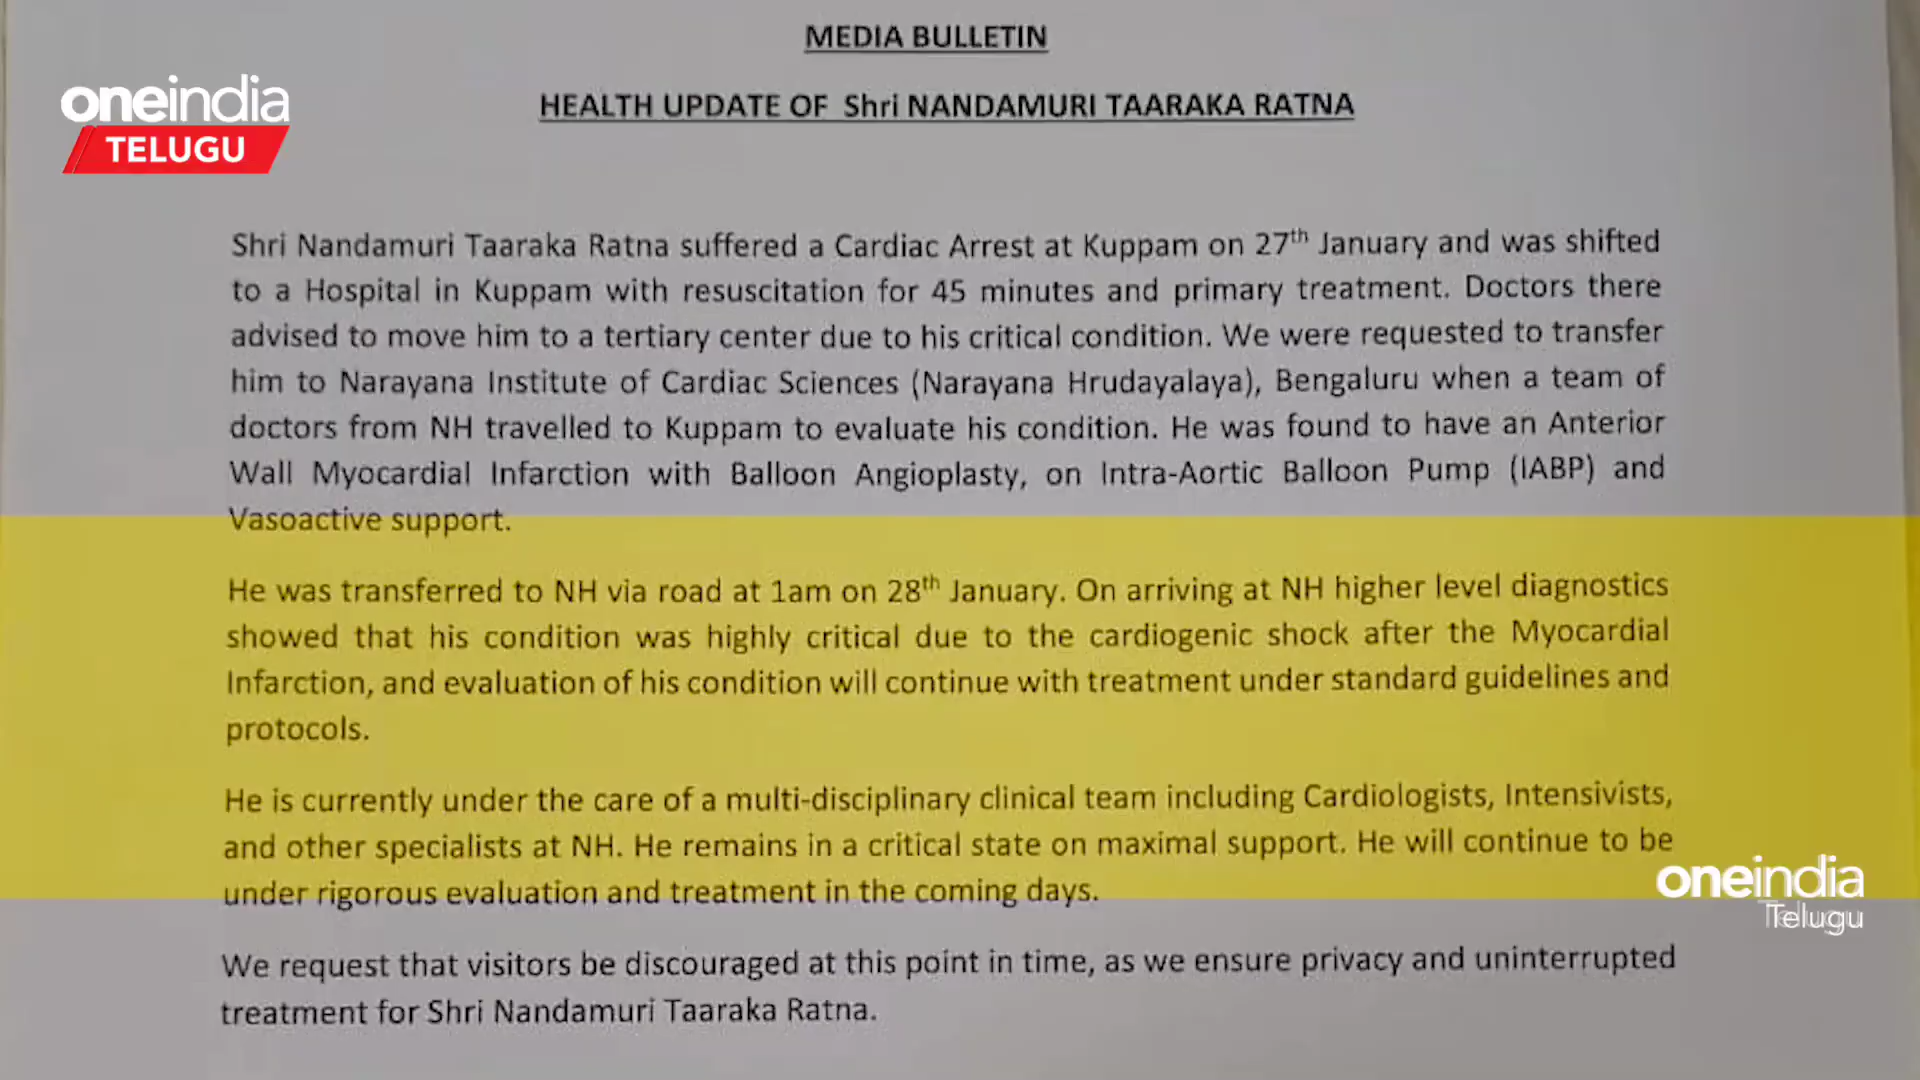 MEDIA BULLETIN
HEALTH UPDATE OF Shri NANDAMURI TAARAKA RATNA
oneindia
TELUGU
Shri Nandamuri Taaraka Ratna suffered a Cardiac Arrest at Kuppam on 27th January and was shifted
to a Hospital in Kuppam with resuscitation for 45 minutes and primary treatment. Doctors there
advised to move him to a tertiary center due to his critical condition. We were requested to transfer
him to Narayana Institute of Cardiac Sciences (Narayana Hrudayalaya), Bengaluru when a team of
doctors from NH travelled to Kuppam to evaluate his condition. He was found to have an Anterior
Wall Myocardial Infarction with Balloon Angioplasty, on Intra-Aortic Balloon Pump (IABP) and
Vasoactive support.
He was transferred to NH via road at 1am on 28th January. On arriving at NH higher level diagnostics
showed that his condition was highly critical due to the cardiogenic shock after the Myocardial
Infarction, and evaluation of his condition will continue with treatment under standard guidelines and
protocols.
He is currently under the care of a multi-disciplinary clinical team including Cardiologists, Intensivists,
and other specialists at NH. He remains in a critical state on maximal support. He will continue to be
under rigorous evaluation and treatment in the coming days.
oneindia
Telugu
We request that visitors be discouraged at this point in time, as we ensure privacy and uninterrupted
treatment for Shri Nandamuri Taaraka Ratna.